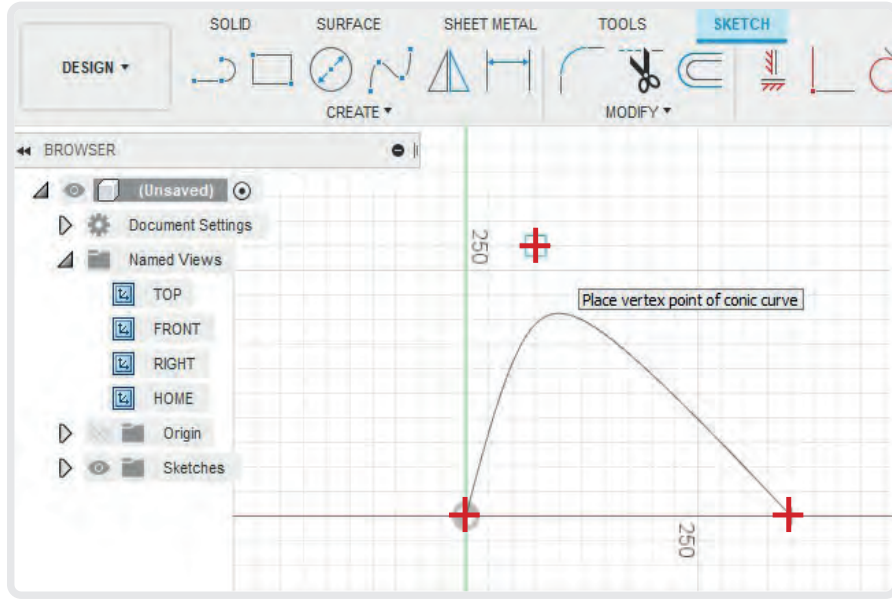 SOLID SURFACE SHEET METAL TOOLS SKETCH
DESIGN
CREATE MODIFY
BROWSER
(Unsaved)
Document Settings
Named Views
TOP
FRONT
RIGHT
HOME
Origin
Sketches
250
Place vertex point of conic curve
250